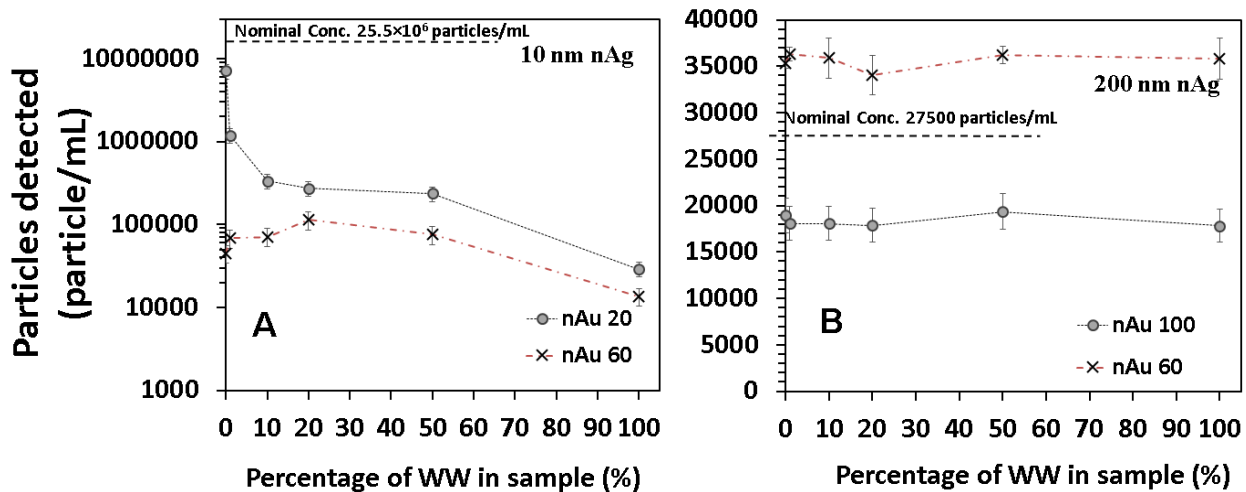 Particles detected
(particle/mL)
Nominal Conc. 25.5×10⁶ particles/mL
10 nm nAg
10000000
1000000
100000
10000
1000
A
nAu 20
nAu 60
0 10 20 30 40 50 60 70 80 90 100
Percentage of WW in sample (%)
40000
35000
30000
25000
20000
15000
10000
5000
0
200 nm nAg
Nominal Conc. 27500 particles/mL
B
nAu 100
nAu 60
0 10 20 30 40 50 60 70 80 90 100
Percentage of WW in sample (%)